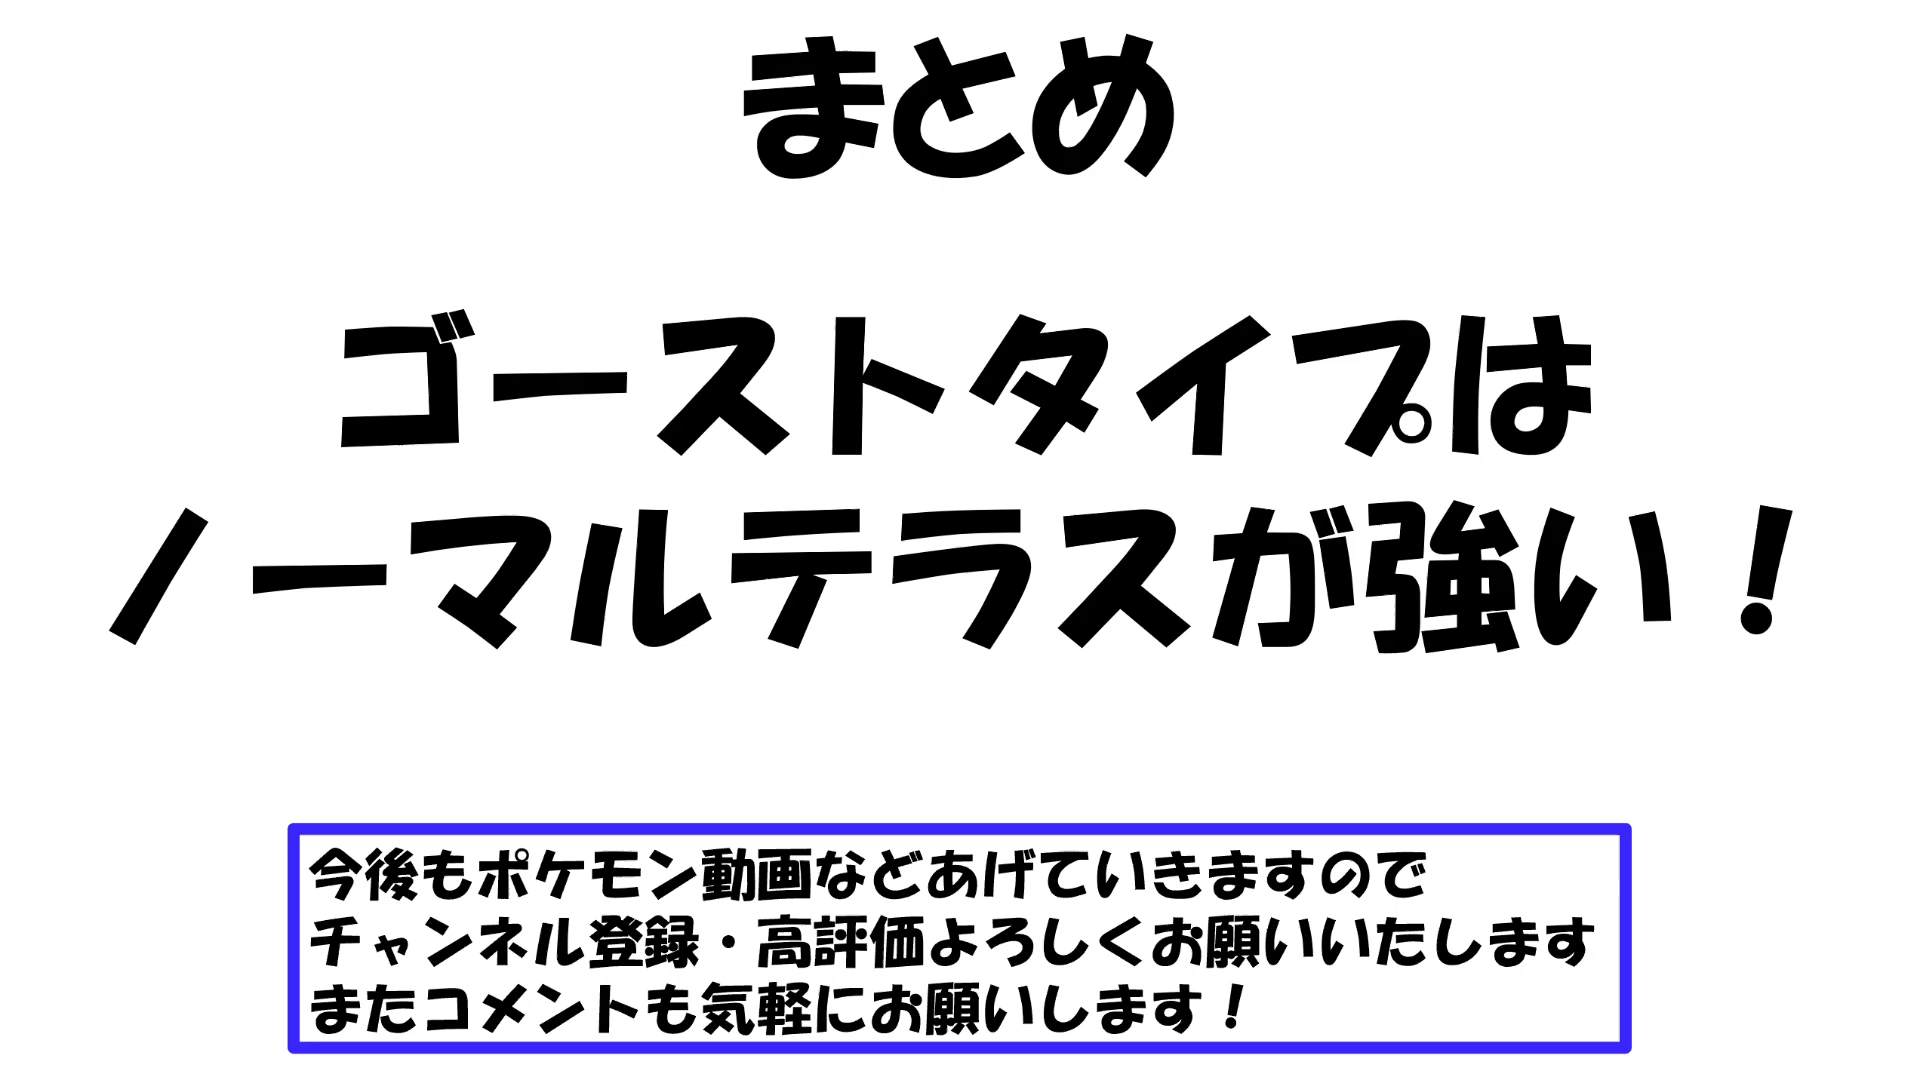 まとめ
ゴーストタイプは
ノーマルテラスが強い！
今後もポケモン動画などあげていきますので
チャンネル登録・高評価よろしくお願いいたします
またコメントも気軽にお願いします！